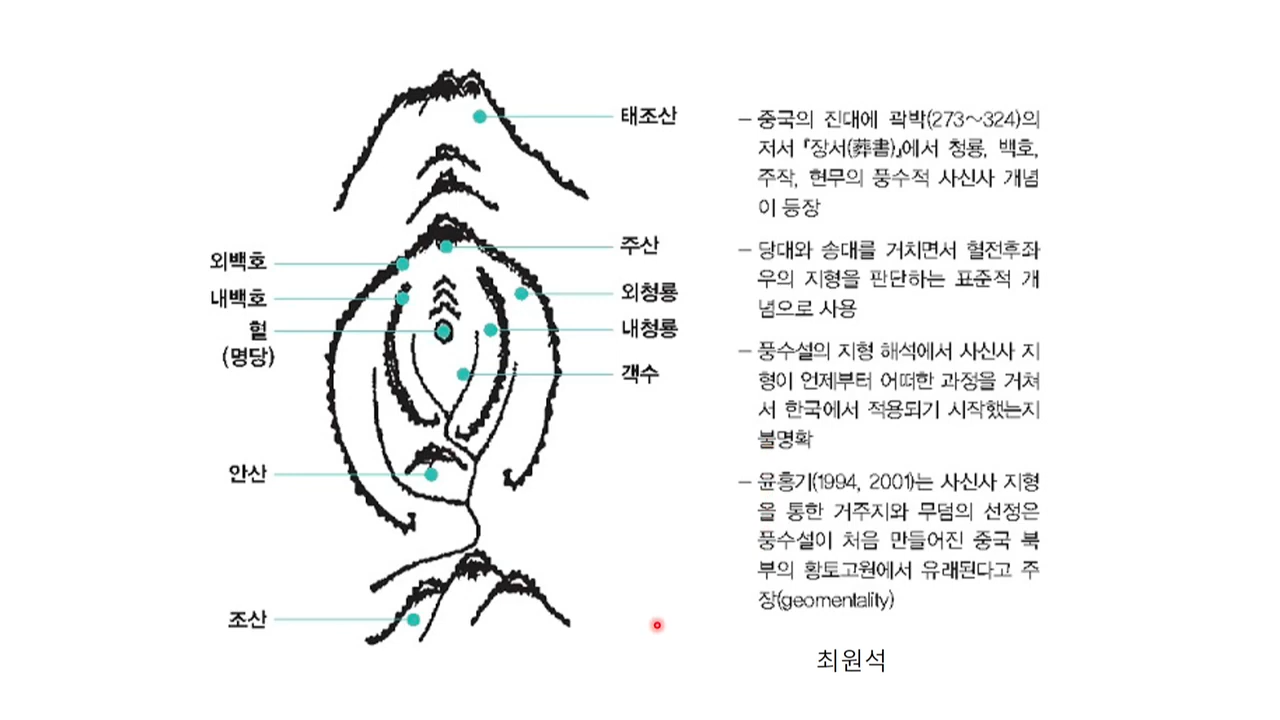 태조산
주산
외백호
외청룡
내백호
내청룡
혈
(명당)
객수
안산
조산
– 중국의 진대에 곽박(273~324)의
저서 『장서(葬書)』에서 청룡, 백호,
주작, 현무의 풍수적 사신사 개념
이 등장
– 당대와 송대를 거치면서 혈전후좌
우의 지형을 판단하는 표준적 개
념으로 사용
– 풍수설의 지형 해석에서 사신사 지
형이 언제부터 어떠한 과정을 거쳐
서 한국에서 적용되기 시작했는지
불명확
– 윤홍기(1994, 2001)는 사신사 지형
을 통한 거주지와 무덤의 선정은
풍수설이 처음 만들어진 중국 북
부의 황토고원에서 유래된다고 주
장(geomentality)
최원석